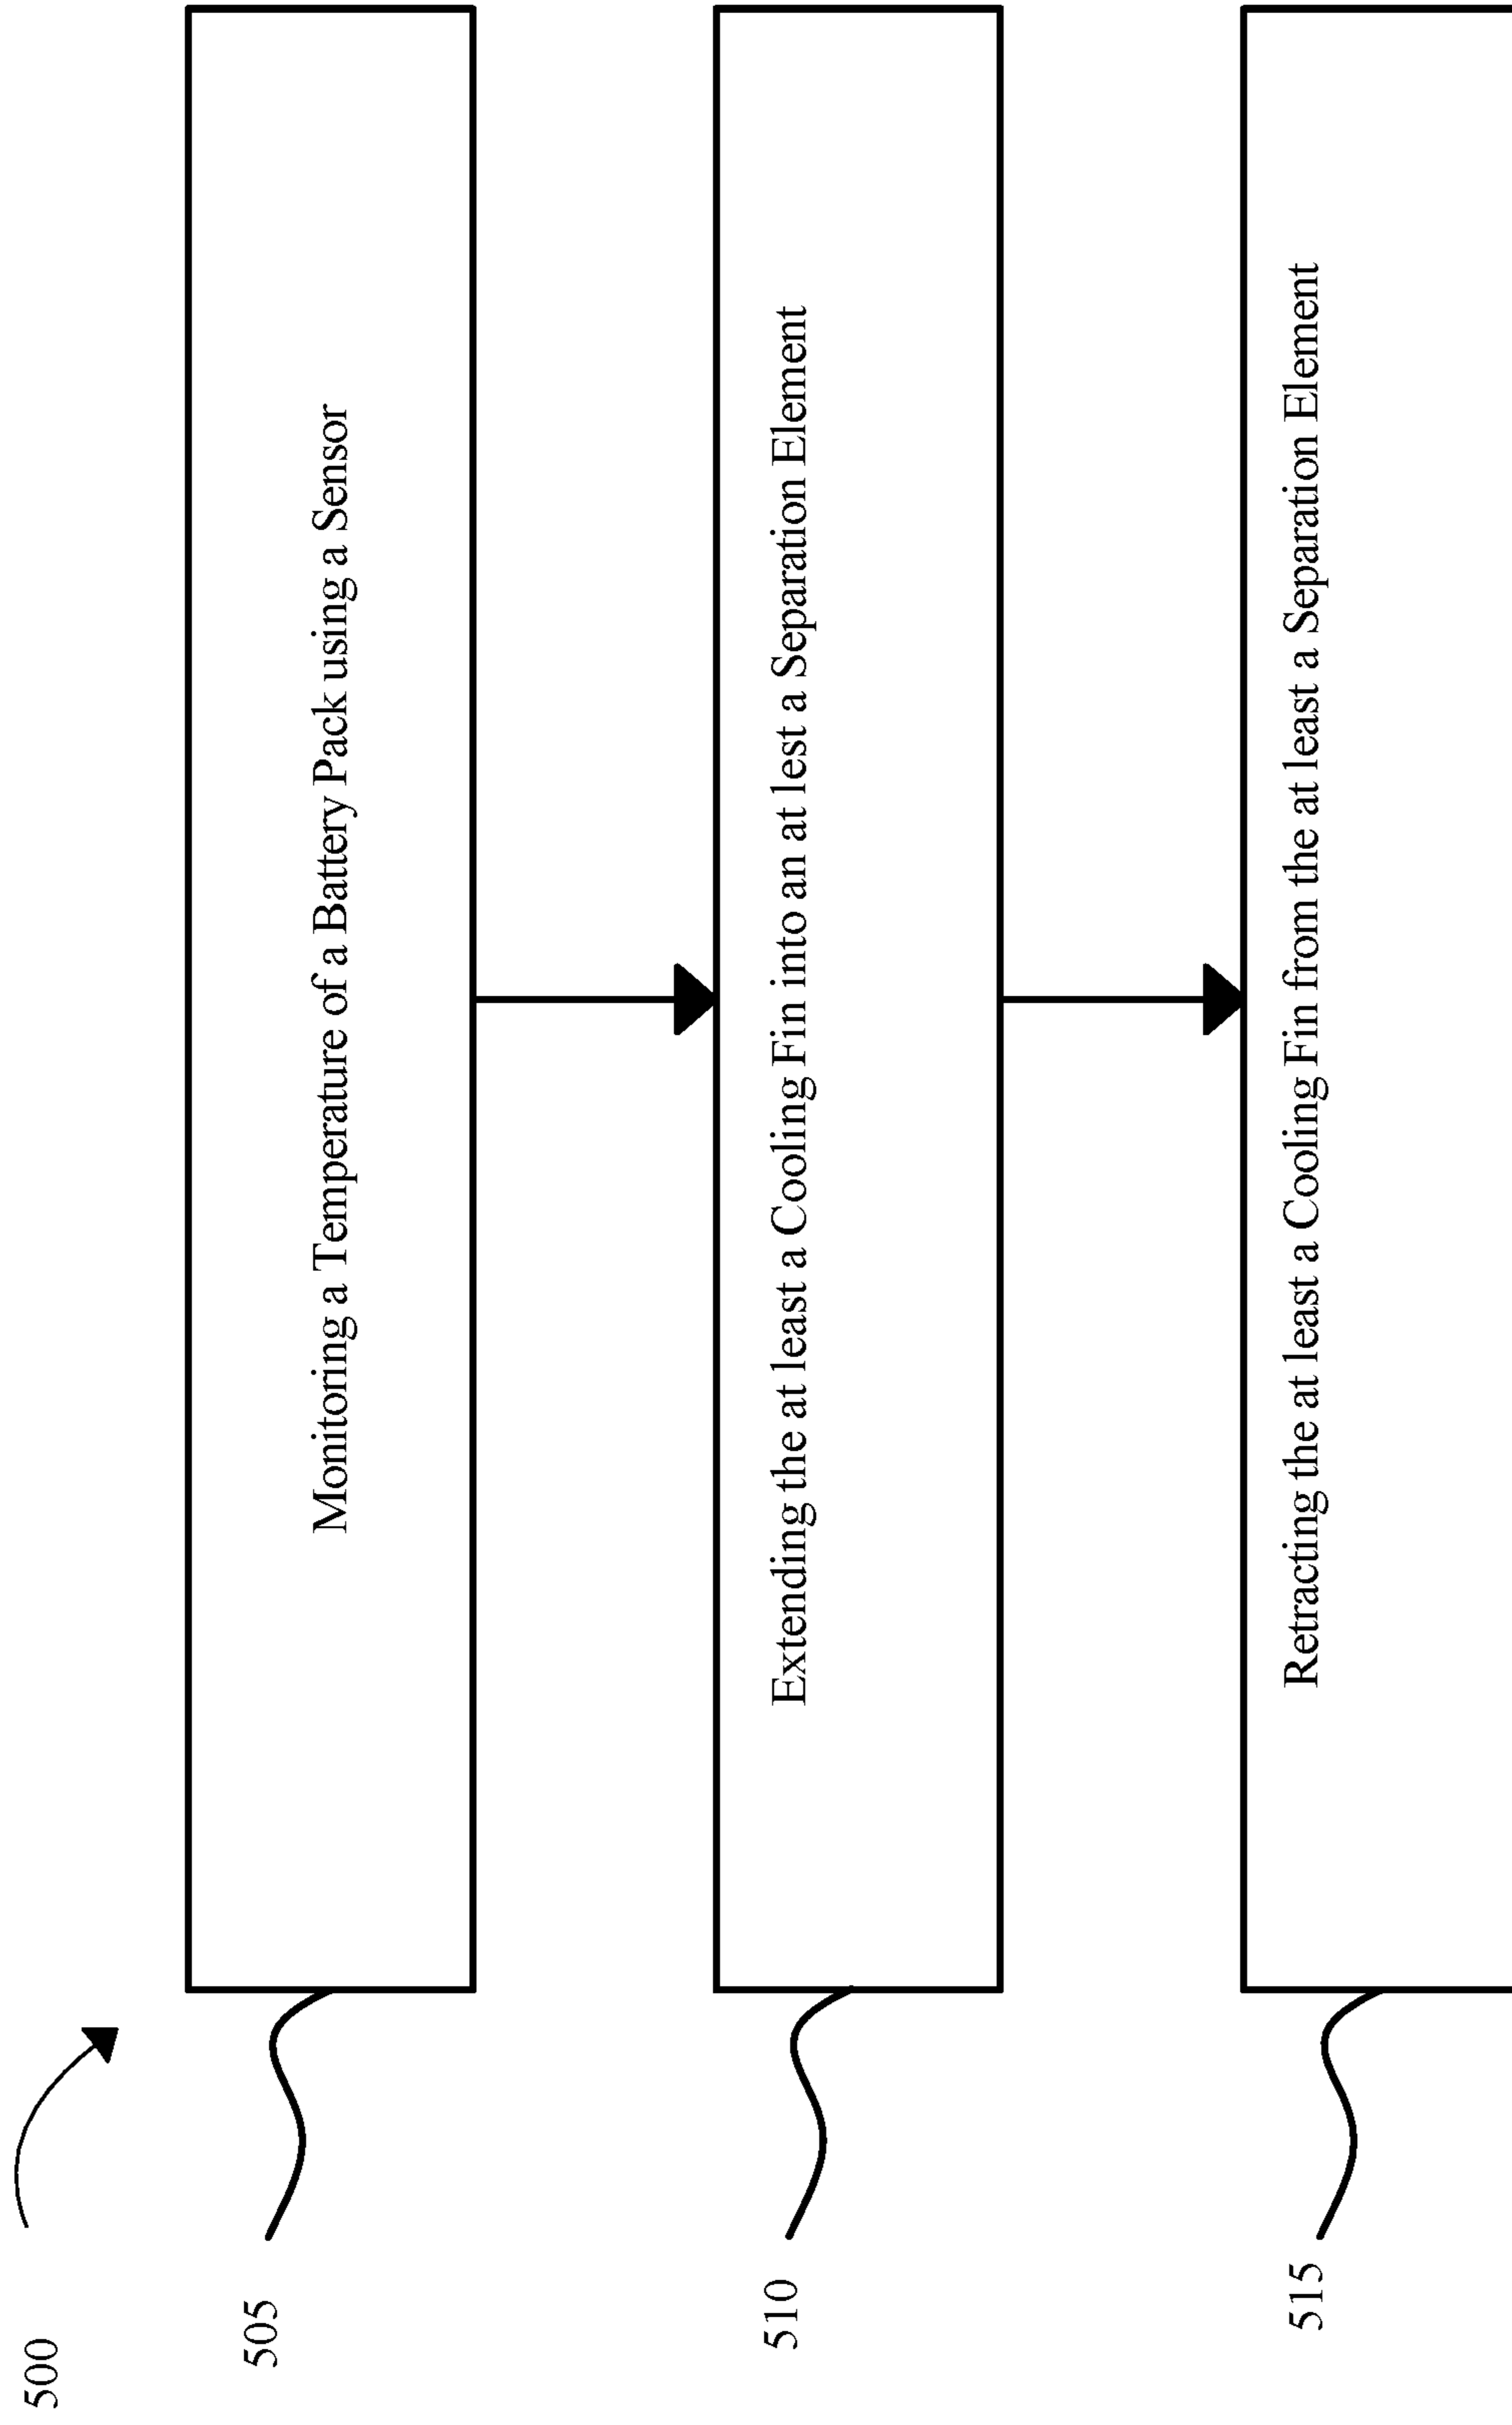 500
505
Monitoring a Temperature of a Battery Pack using a Sensor
510
Extending the at least a Cooling Fin into an at lest a Separation Element
515
Retracting the at least a Cooling Fin from the at least a Separation Element